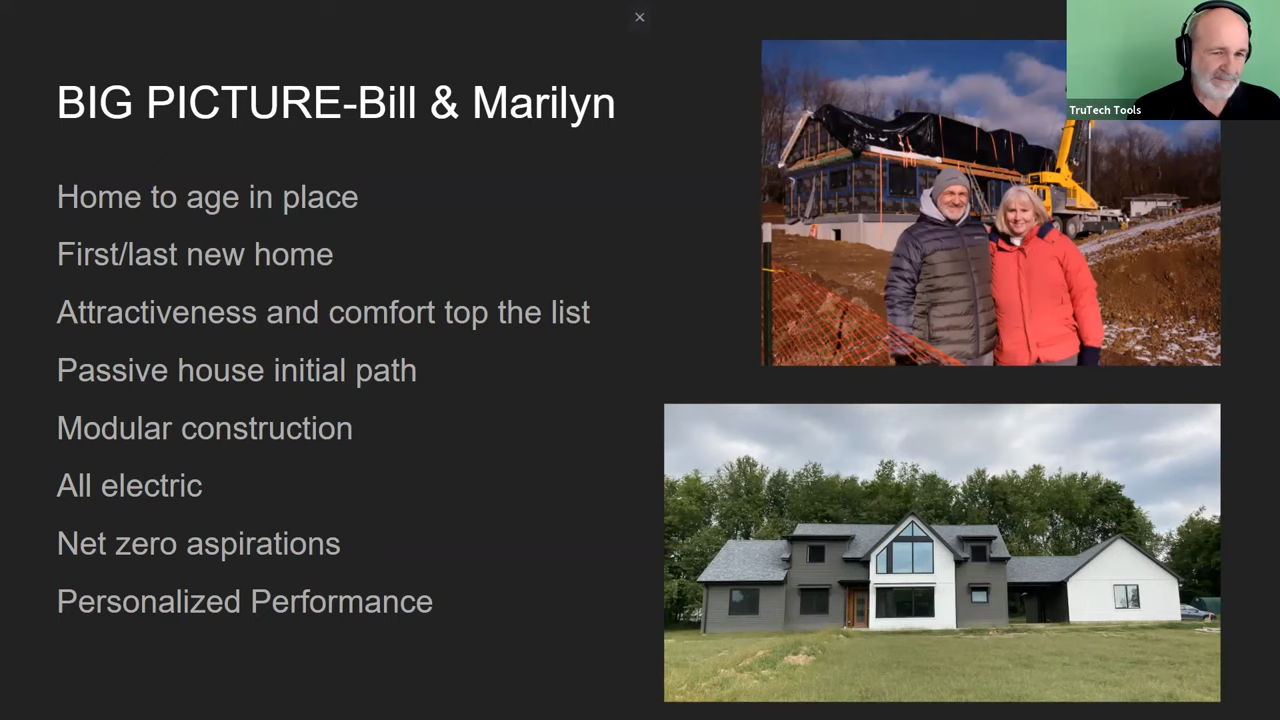 BIG PICTURE-Bill & Marilyn
Home to age in place
First/last new home
Attractiveness and comfort top the list
Passive house initial path
Modular construction
All electric
Net zero aspirations
Personalized Performance
TruTech Tools